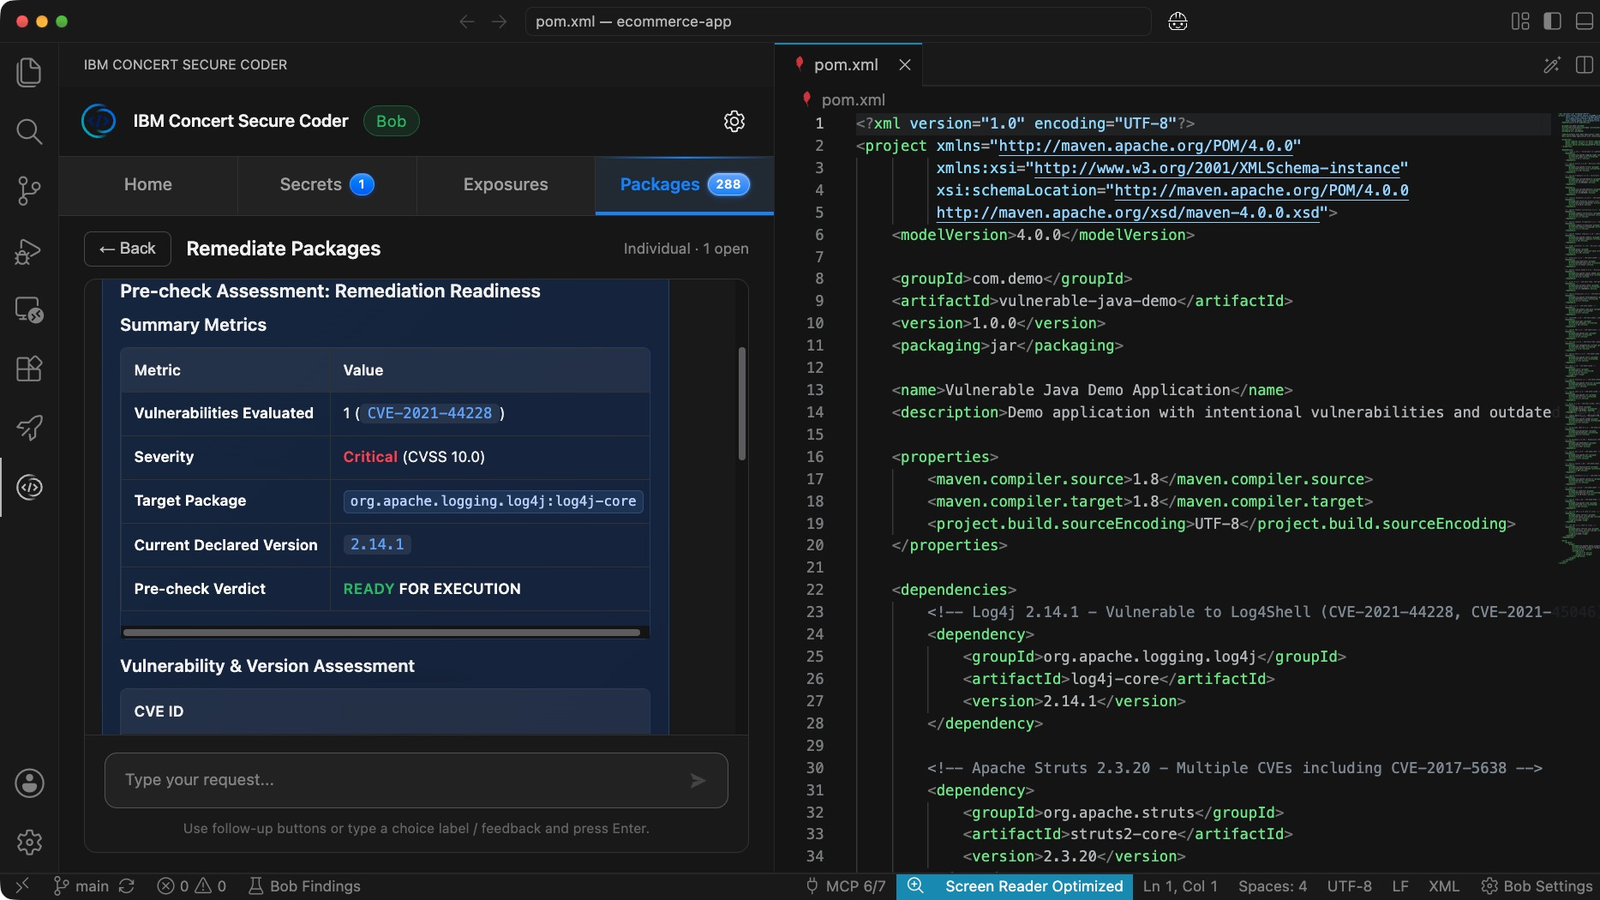 pom.xml — ecommerce-app
IBM CONCERT SECURE CODER
IBM Concert Secure Coder Bob
Home Secrets 1 Exposures Packages 288
← Back Remediate Packages Individual · 1 open
Pre-check Assessment: Remediation Readiness
Summary Metrics
Metric Value
Vulnerabilities Evaluated 1 ( CVE-2021-44228 )
Severity Critical (CVSS 10.0)
Target Package org.apache.logging.log4j:log4j-core
Current Declared Version 2.14.1
Pre-check Verdict READY FOR EXECUTION
Vulnerability & Version Assessment
CVE ID
Type your request...
Use follow-up buttons or type a choice label / feedback and press Enter.
pom.xml
pom.xml
1 <?xml version="1.0" encoding="UTF-8"?>
2 <project xmlns="http://maven.apache.org/POM/4.0.0"
3 xmlns:xsi="http://www.w3.org/2001/XMLSchema-instance"
4 xsi:schemaLocation="http://maven.apache.org/POM/4.0.0
5 http://maven.apache.org/xsd/maven-4.0.0.xsd">
6 <modelVersion>4.0.0</modelVersion>
7
8 <groupId>com.demo</groupId>
9 <artifactId>vulnerable-java-demo</artifactId>
10 <version>1.0.0</version>
11 <packaging>jar</packaging>
12
13 <name>Vulnerable Java Demo Application</name>
14 <description>Demo application with intentional vulnerabilities and outdate
15
16 <properties>
17 <maven.compiler.source>1.8</maven.compiler.source>
18 <maven.compiler.target>1.8</maven.compiler.target>
19 <project.build.sourceEncoding>UTF-8</project.build.sourceEncoding>
20 </properties>
21
22 <dependencies>
23 <!-- Log4j 2.14.1 - Vulnerable to Log4Shell (CVE-2021-44228, CVE-2021-45046
24 <dependency>
25 <groupId>org.apache.logging.log4j</groupId>
26 <artifactId>log4j-core</artifactId>
27 <version>2.14.1</version>
28 </dependency>
29
30 <!-- Apache Struts 2.3.20 - Multiple CVEs including CVE-2017-5638 -->
31 <dependency>
32 <groupId>org.apache.struts</groupId>
33 <artifactId>struts2-core</artifactId>
34 <version>2.3.20</version>
main 0 0 Bob Findings MCP 6/7 Screen Reader Optimized Ln 1, Col 1 Spaces: 4 UTF-8 LF XML Bob Settings